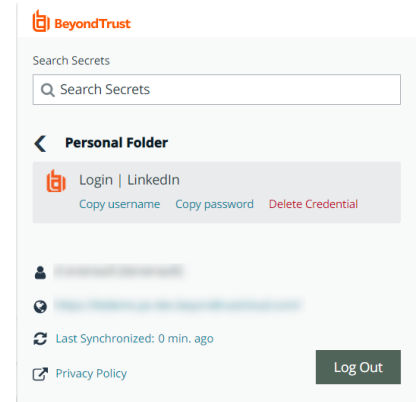 BeyondTrust
Search Secrets
Search Secrets
Personal Folder
Login | LinkedIn
Copy username Copy password Delete Credential
Last Synchronized: 0 min. ago
Privacy Policy
Log Out